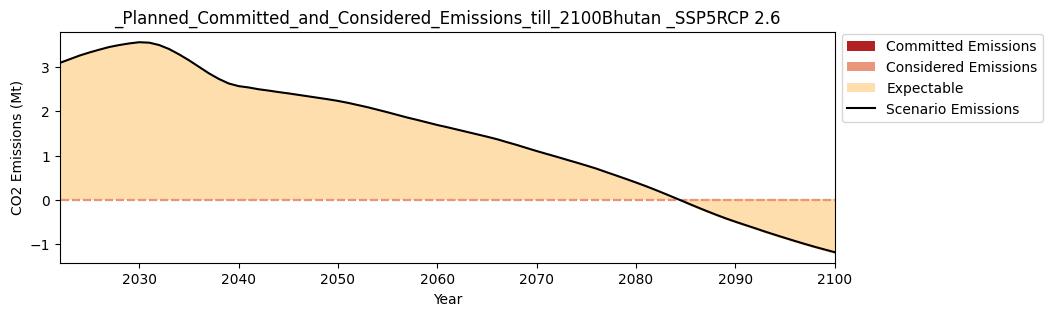 _Planned_Committed_and_Considered_Emissions_till_2100Bhutan _SSP5RCP 2.6
Committed Emissions
Considered Emissions
Expectable
Scenario Emissions
CO2 Emissions (Mt)
3
2
1
0
−1
2030 2040 2050 2060 2070 2080 2090 2100
Year